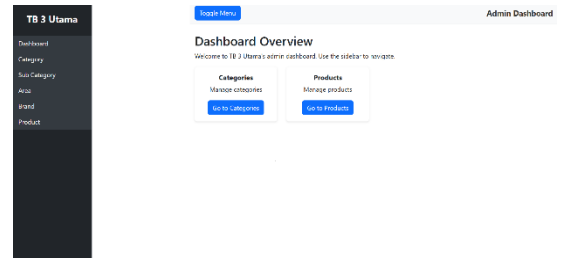 TB 3 Utama
Dashboard
Category
Sub Category
Area
Brand
Product
Toggle Menu
Admin Dashboard
Dashboard Overview
Welcome to TB 3 Utama's admin dashboard. Use the sidebar to navigate.
Categories
Manage categories
Go to Categories
Products
Manage products
Go to Products